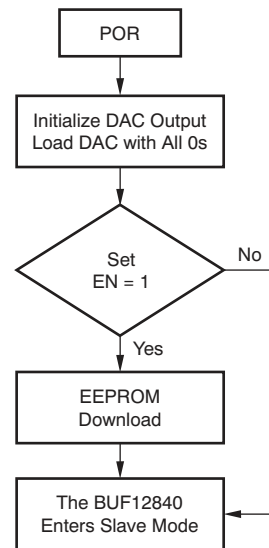 POR
Initialize DAC Output
Load DAC with All 0s
Set
EN = 1
No
Yes
EEPROM
Download
The BUF12840
Enters Slave Mode